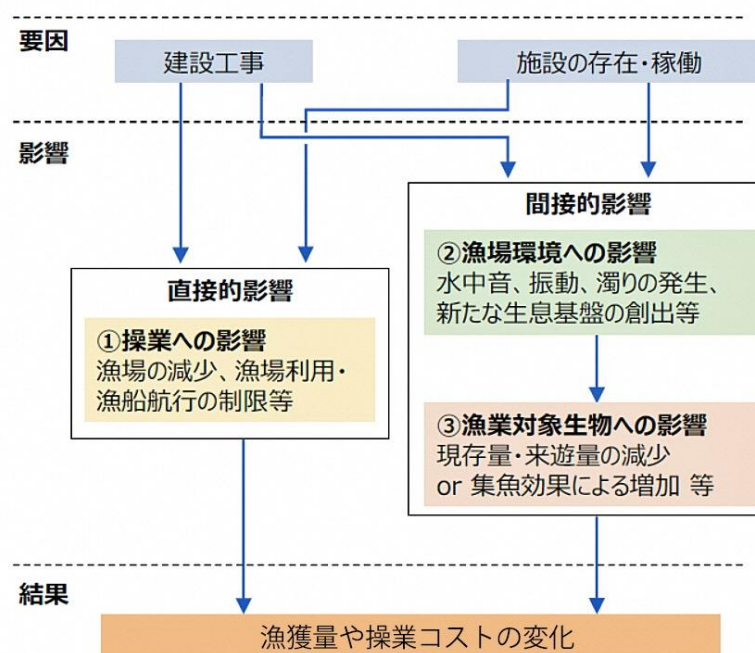 要因
建設工事
施設の存在・稼働
影響
間接的影響
②漁場環境への影響
水中音、振動、濁りの発生、
新たな生息基盤の創出等
直接的影響
①操業への影響
漁場の減少、漁場利用・
漁船航行の制限等
③漁業対象生物への影響
現存量・来遊量の減少
or 集魚効果による増加 等
結果
漁獲量や操業コストの変化